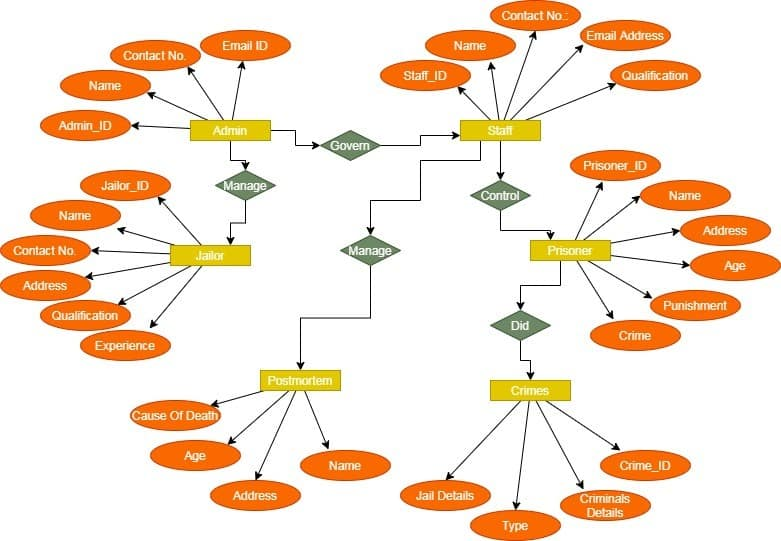 Contact No.:
Email ID
Name
Email Address
Contact No.
Staff_ID
Qualification
Name
Admin_ID
Admin
Govern
Staff
Prisoner_ID
Jailor_ID
Manage
Control
Name
Name
Address
Contact No.
Jailor
Manage
Prisoner
Age
Address
Qualification
Punishment
Experience
Did
Crime
Postmortem
Crimes
Cause Of Death
Age
Name
Crime_ID
Address
Jail Details
Criminals
Details
Type